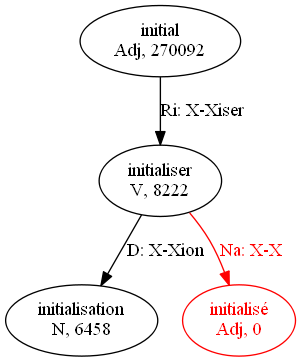 initial
Adj, 270092
Ri: X-Xiser
initialiser
V, 8222
D: X-Xion
Na: X-X
initialisation
N, 6458
initialisé
Adj, 0